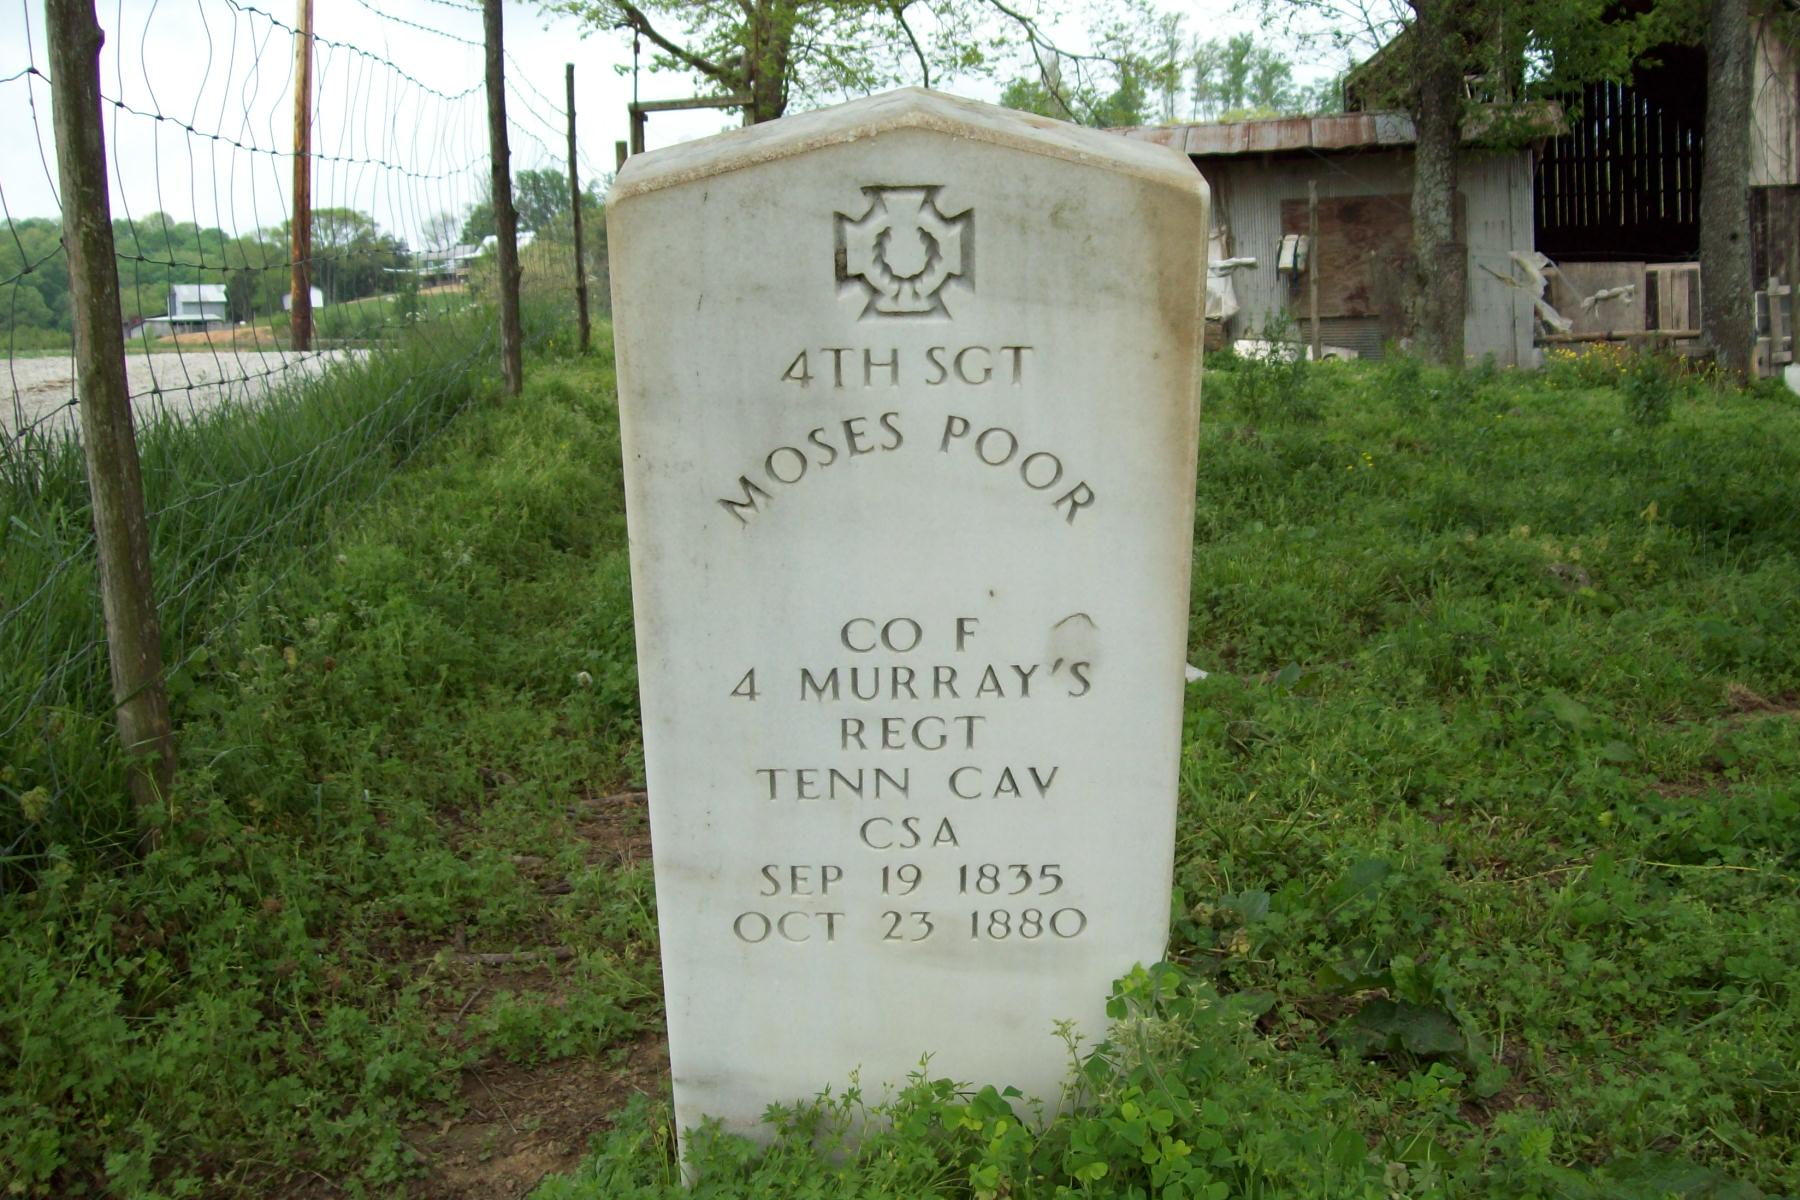 4TH SGT
MOSES POOR
CO F
4 MURRAY'S
REGT
TENN CAV
CSA
SEP 19 1835
OCT 23 1880